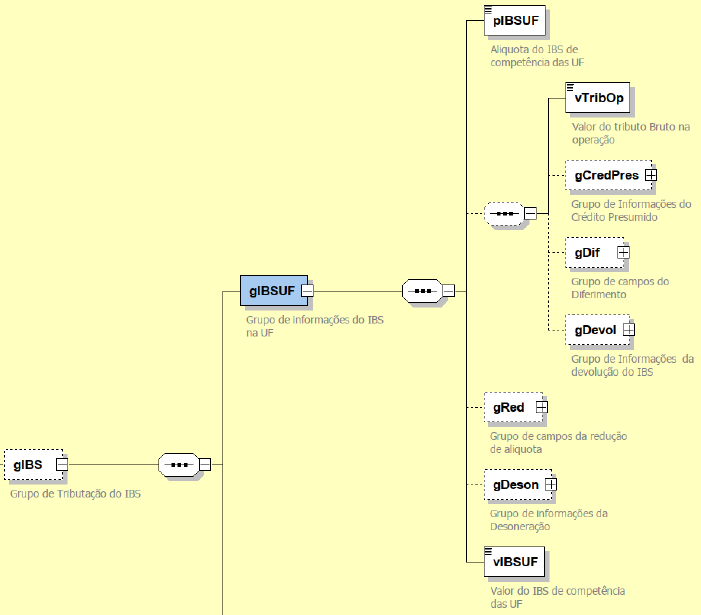 pIBSUF
Aliquota do IBS de
competência das UF
vTribOp
Valor do tributo Bruto na
operação
gCredPres
Grupo de Informações do
Crédito Presumido
gDif
Grupo de campos do
Diferimento
gIBSUF
Grupo de informações do IBS
na UF
gDevol
Grupo de Informações da
devolução do IBS
gRed
Grupo de campos da redução
de aliquota
gIBS
Grupo de Tributação do IBS
gDeson
Grupo de informações da
Desoneração
vIBSUF
Valor do IBS de competência
das UF